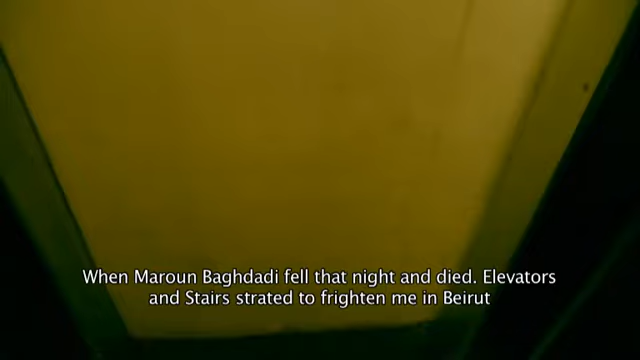 When Maroun Baghdadi fell that night and died. Elevators
and Stairs strated to frighten me in Beirut